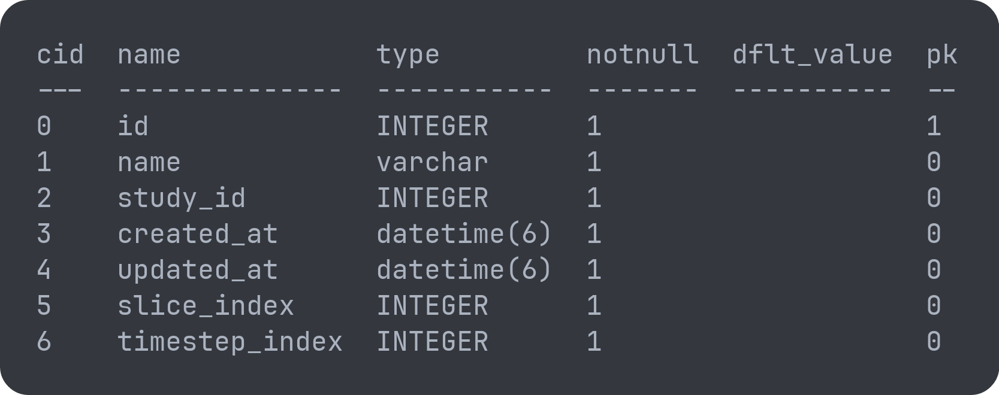 cid  name            type         notnull  dflt_value  pk
---  --------------  -----------  -------  ----------  --
0    id              INTEGER      1                    1
1    name            varchar      1                    0
2    study_id        INTEGER      1                    0
3    created_at      datetime(6)  1                    0
4    updated_at      datetime(6)  1                    0
5    slice_index     INTEGER      1                    0
6    timestep_index  INTEGER      1                    0